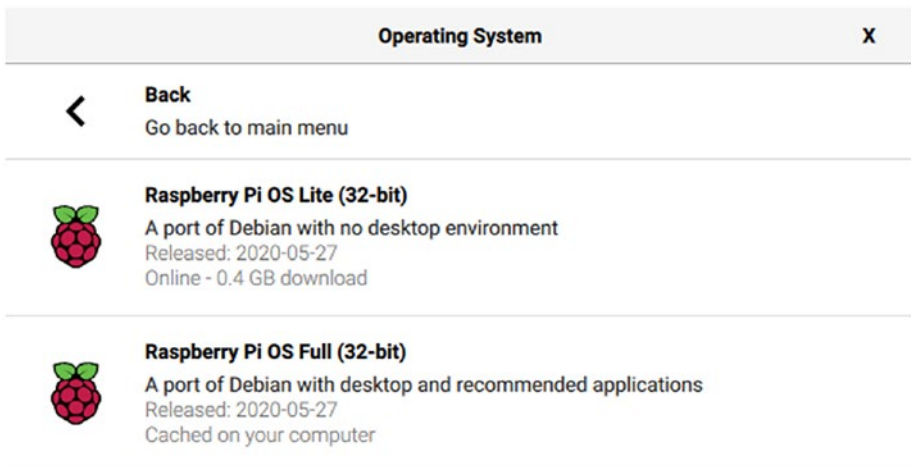 Operating System X
Back
Go back to main menu
Raspberry Pi OS Lite (32-bit)
A port of Debian with no desktop environment
Released: 2020-05-27
Online - 0.4 GB download
Raspberry Pi OS Full (32-bit)
A port of Debian with desktop and recommended applications
Released: 2020-05-27
Cached on your computer